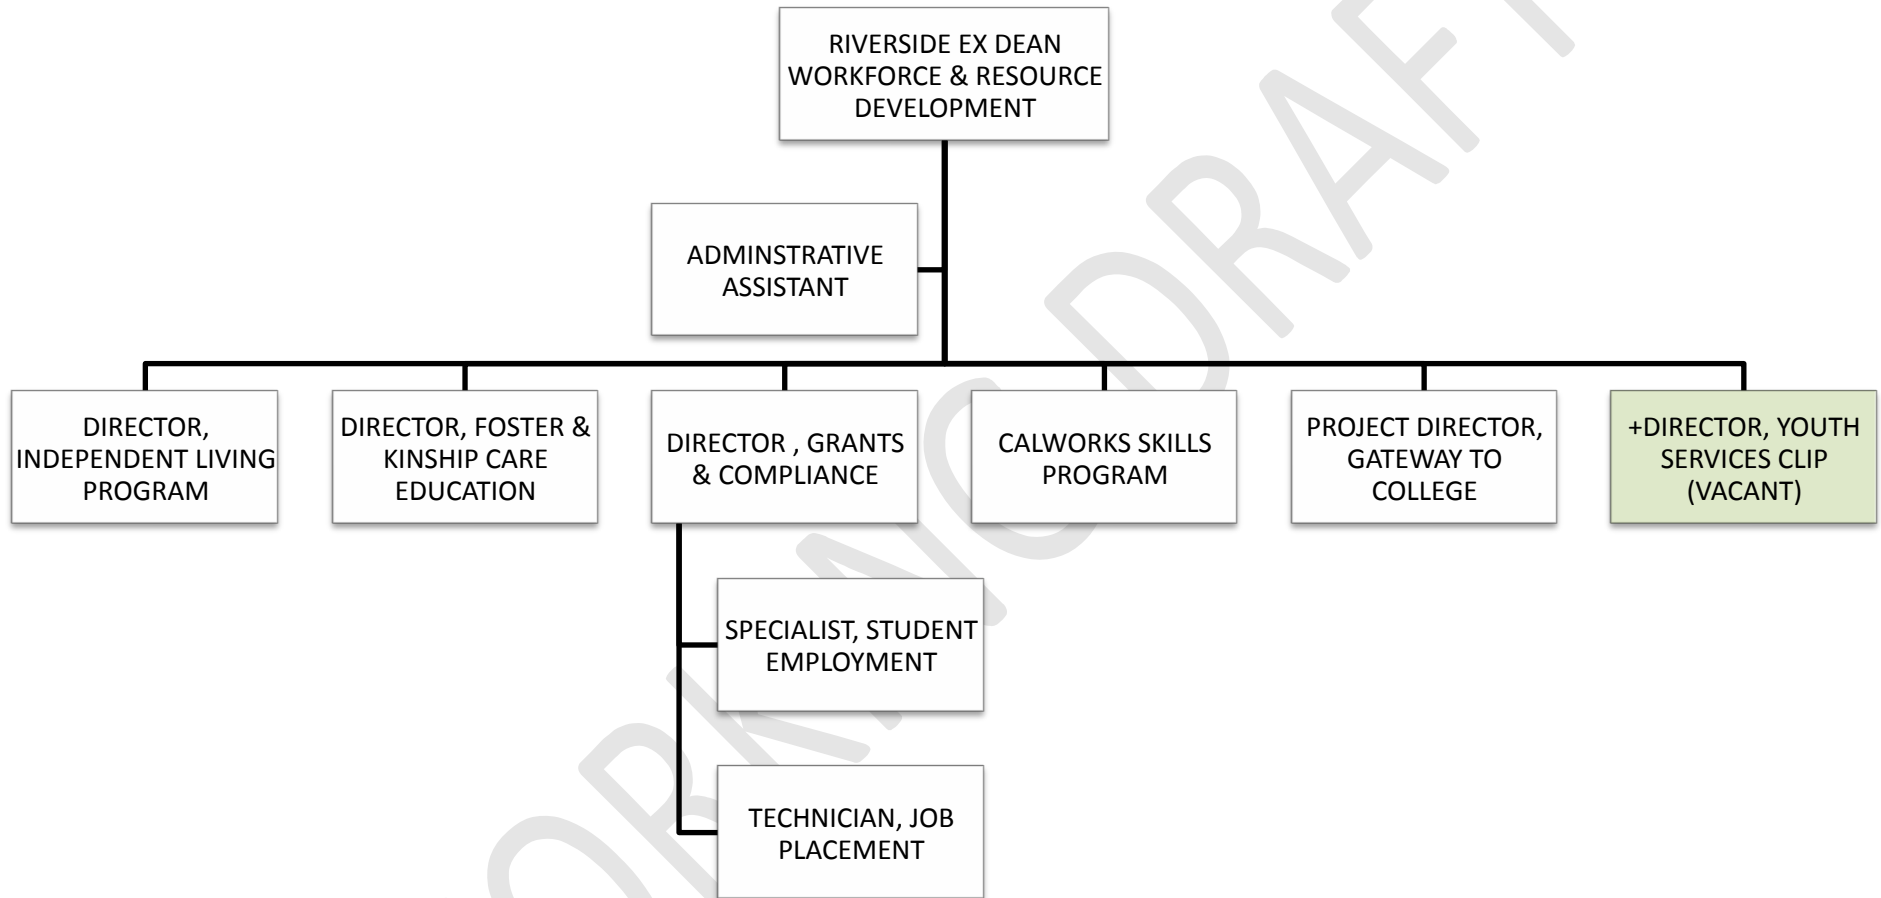 RIVERSIDE EX DEAN
WORKFORCE & RESOURCE
DEVELOPMENT
ADMINSTRATIVE
ASSISTANT
DIRECTOR,
INDEPENDENT LIVING
PROGRAM
DIRECTOR, FOSTER &
KINSHIP CARE
EDUCATION
DIRECTOR , GRANTS
& COMPLIANCE
CALWORKS SKILLS
PROGRAM
PROJECT DIRECTOR,
GATEWAY TO
COLLEGE
+DIRECTOR, YOUTH
SERVICES CLIP
(VACANT)
SPECIALIST, STUDENT
EMPLOYMENT
TECHNICIAN, JOB
PLACEMENT
ORKING DRAFT